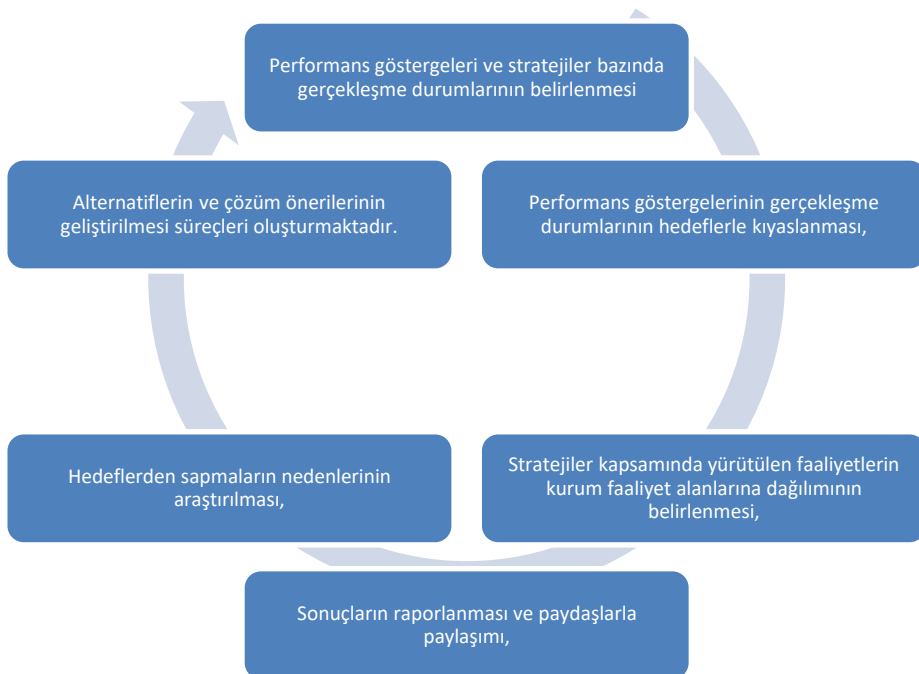 Performans göstergeleri ve stratejiler bazında
gerçekleşme durumlarının belirlenmesi
Performans göstergelerinin gerçekleşme
durumlarının hedeflerle kıyaslanması,
Stratejiler kapsamında yürütülen faaliyetlerin
kurum faaliyet alanlarına dağılımının
belirlenmesi,
Sonuçların raporlanması ve paydaşlarla
paylaşımı,
Hedeflerden sapmaların nedenlerinin
araştırılması,
Alternatiflerin ve çözüm önerilerinin
geliştirilmesi süreçleri oluşturmaktadır.